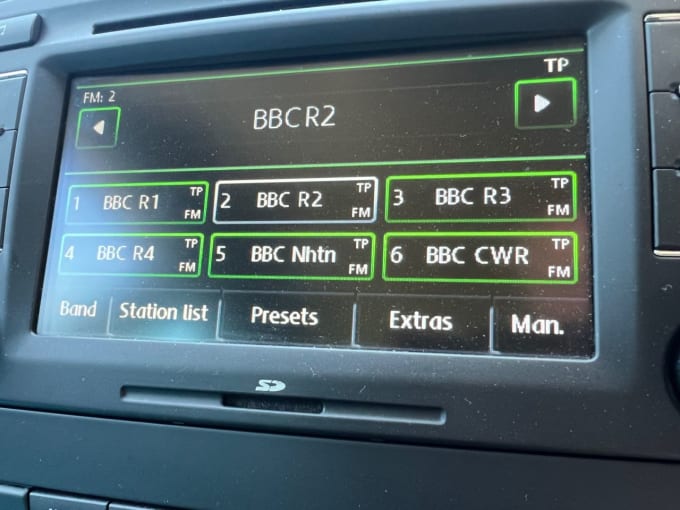 TP
FM: 2
BBC R2
1 BBC R1 TP FM
2 BBC R2 TP FM
3 BBC R3 TP FM
4 BBC R4 TP FM
5 BBC Nhtn TP FM
6 BBC CWR TP FM
Band Station list Presets Extras Man.
SD